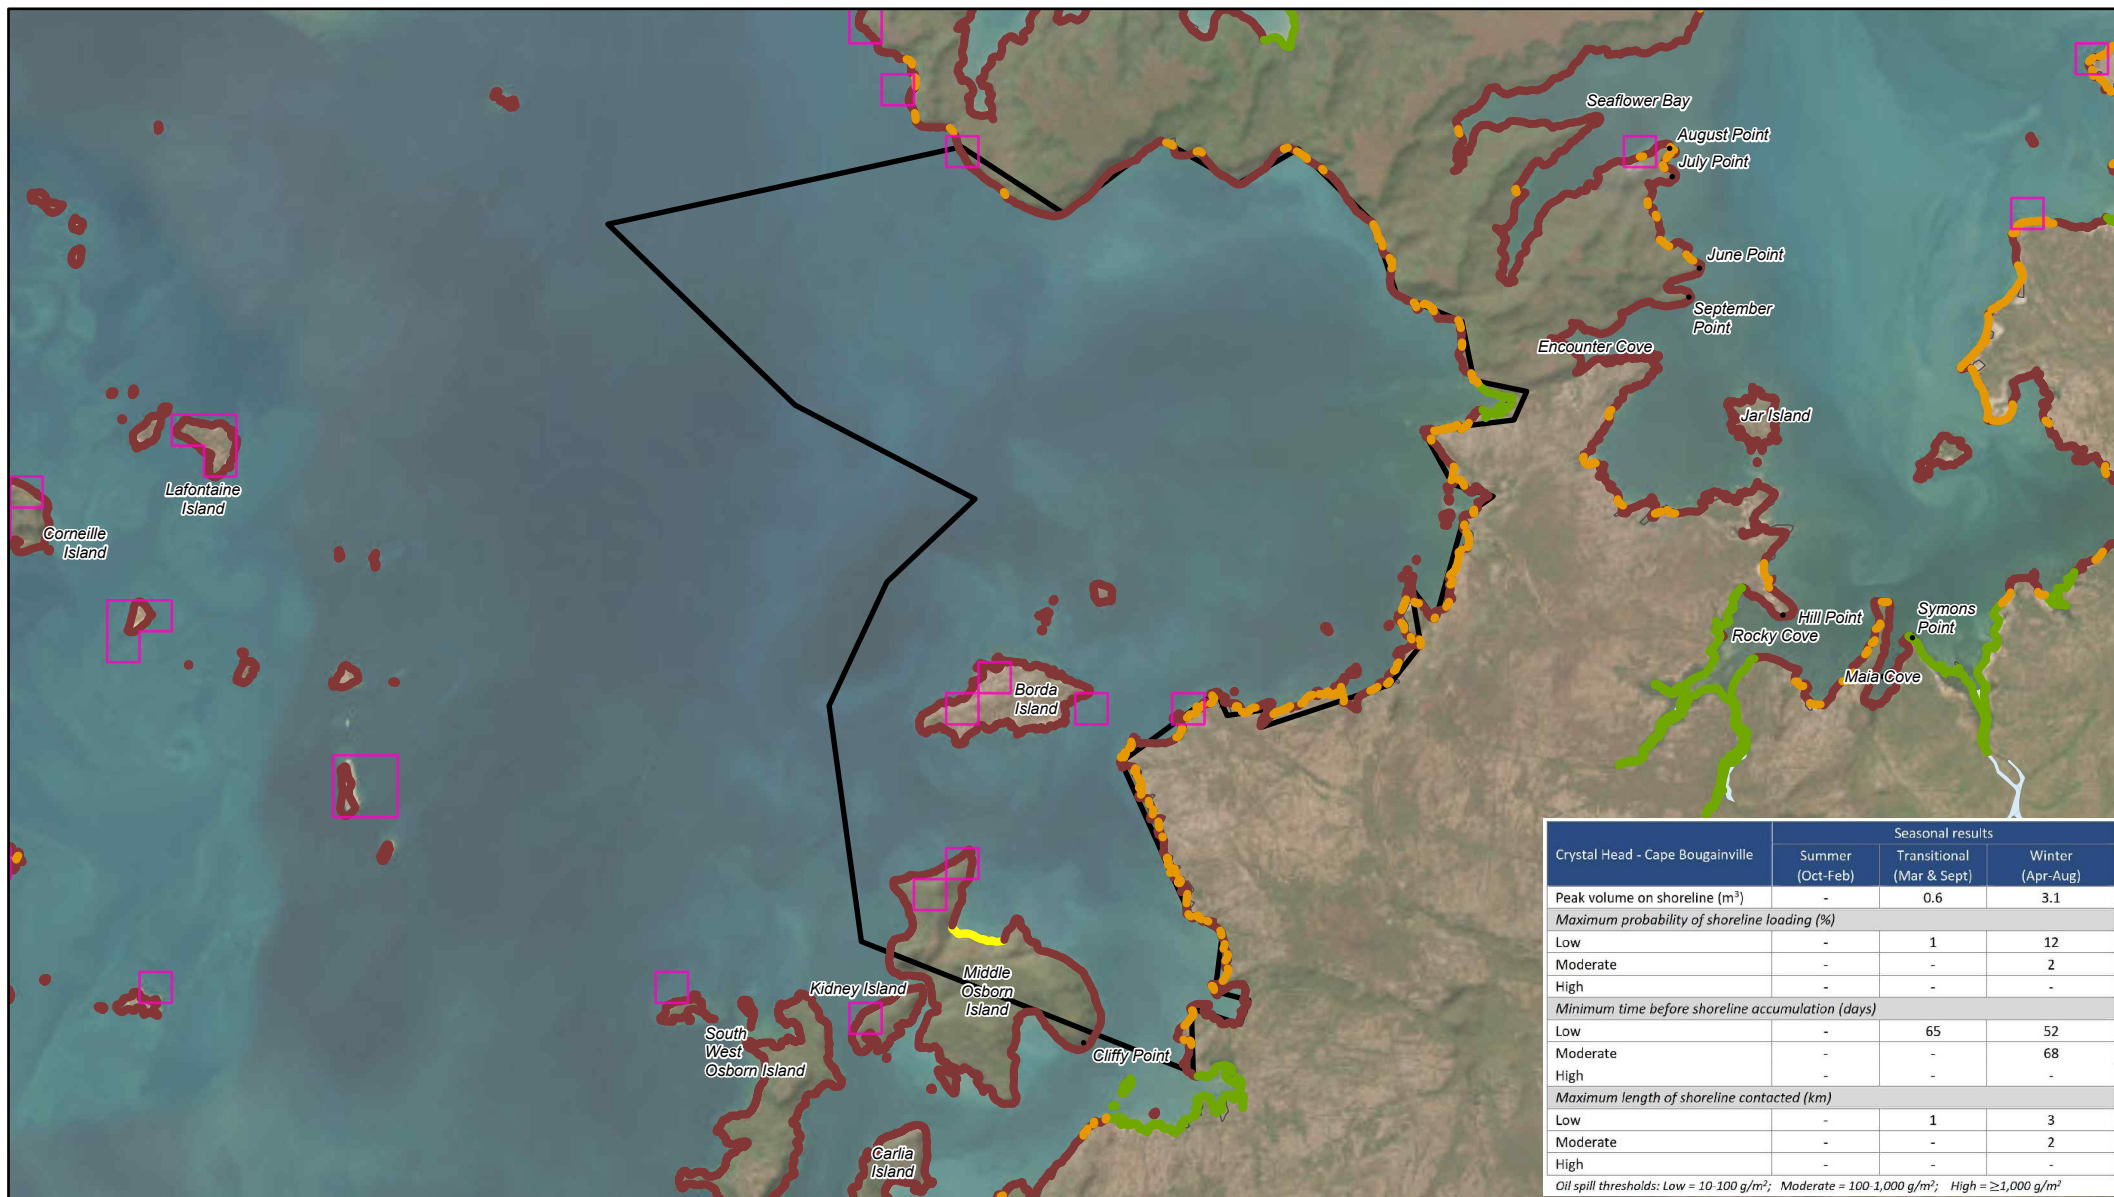 Seaflower Bay
August Point
July Point
June Point
September
Point
Encounter Cove
Jar Island
Lafontaine
Island
Corneille
Island
Hill Point
Symons
Point
Rocky Cove
Maia Cove
Borda
Island
Middle
Osborn
Island
Kidney Island
South
West
Osborn Island
Cliffy Point
Carlia
Island
Crystal Head - Cape Bougainville
Seasonal results
Summer Transitional Winter
(Oct-Feb) (Mar & Sept) (Apr-Aug)
Peak volume on shoreline (m³) - 0.6 3.1
Maximum probability of shoreline loading (%)
Low - 1 12
Moderate - - 2
High - - -
Minimum time before shoreline accumulation (days)
Low - 65 52
Moderate - - 68
High - - -
Maximum length of shoreline contacted (km)
Low - 1 3
Moderate - - 2
High - - -
Oil spill thresholds: Low = 10-100 g/m²; Moderate = 100-1,000 g/m²; High = ≥1,000 g/m²